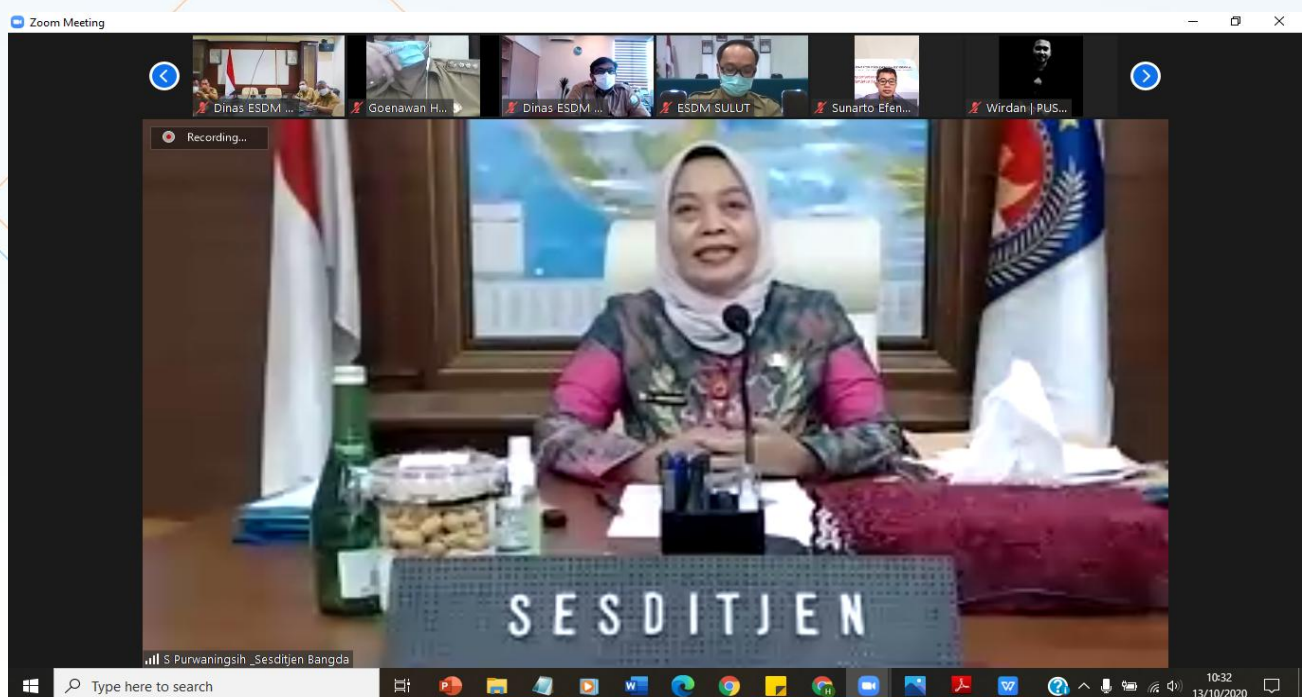 Zoom Meeting
Dinas ESDM ...
Goenawan H...
Dinas ESDM ...
ESDM SULUT
Sunarto Efen...
Wirdan | PUS...
Recording...
SESDITJEN
S Purwaningsih _Sesditjen Bangda
Type here to search
10:32
13/10/2020